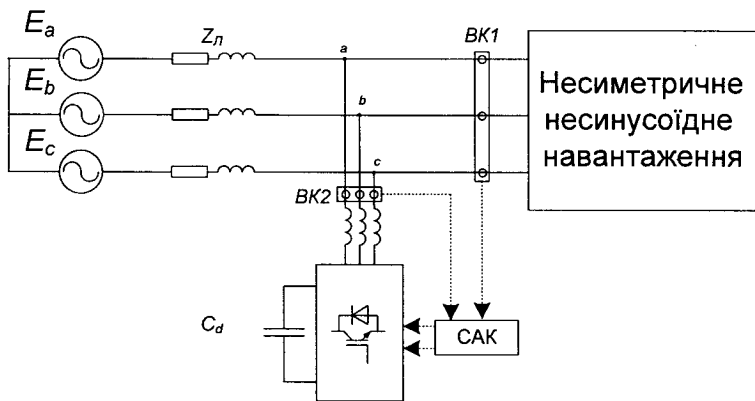 Ea
Zл
a
ВК1
Eb
b
Несиметричне
несинусоїдне
навантаження
Ec
c
ВК2
Cd
САК